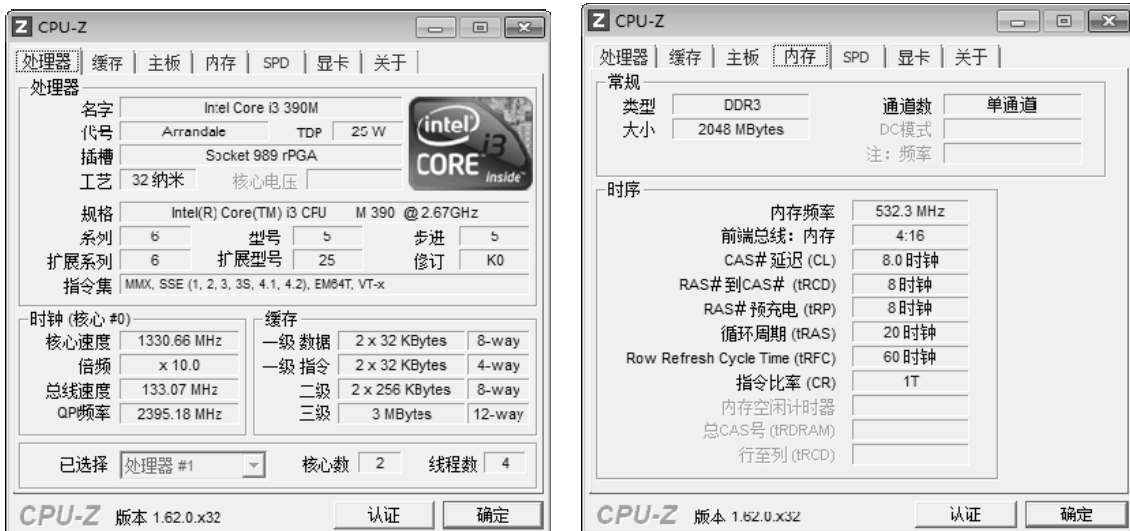 CPU-Z
处理器 缓存 主板 内存 SPD 显卡 关于
处理器
名字 Intel Core i3 390M
代号 Arrandale TDP 25 W
插槽 Socket 989 rPGA
工艺 32 纳米 核心电压
intel
CORE i3
inside
规格 Intel(R) Core(TM) i3 CPU M 390 @ 2.67GHz
系列 6 型号 5 步进 5
扩展系列 6 扩展型号 25 修订 K0
指令集 MMX, SSE (1, 2, 3, 3S, 4.1, 4.2), EM64T, VT-x
时钟 (核心 #0)
核心速度 1330.66 MHz
倍频 x 10.0
总线速度 133.07 MHz
QPI频率 2395.18 MHz
缓存
一级 数据 2 x 32 KBytes 8-way
一级 指令 2 x 32 KBytes 4-way
二级 2 x 256 KBytes 8-way
三级 3 MBytes 12-way
已选择 处理器 #1 核心数 2 线程数 4
CPU-Z 版本 1.62.0.x32 认证 确定
CPU-Z
处理器 缓存 主板 内存 SPD 显卡 关于
常规
类型 DDR3 通道数 单通道
大小 2048 MBytes DC模式
注：频率
时序
内存频率 532.3 MHz
前端总线：内存 4:16
CAS# 延迟 (CL) 8.0 时钟
RAS# 到CAS# (tRCD) 8 时钟
RAS# 预充电 (tRP) 8 时钟
循环周期 (tRAS) 20 时钟
Row Refresh Cycle Time (tRFC) 60 时钟
指令比率 (CR) 1T
内存空闲计时器
总CAS号 (tRDRAM)
行至列 (tRCD)
CPU-Z 版本 1.62.0.x32 认证 确定